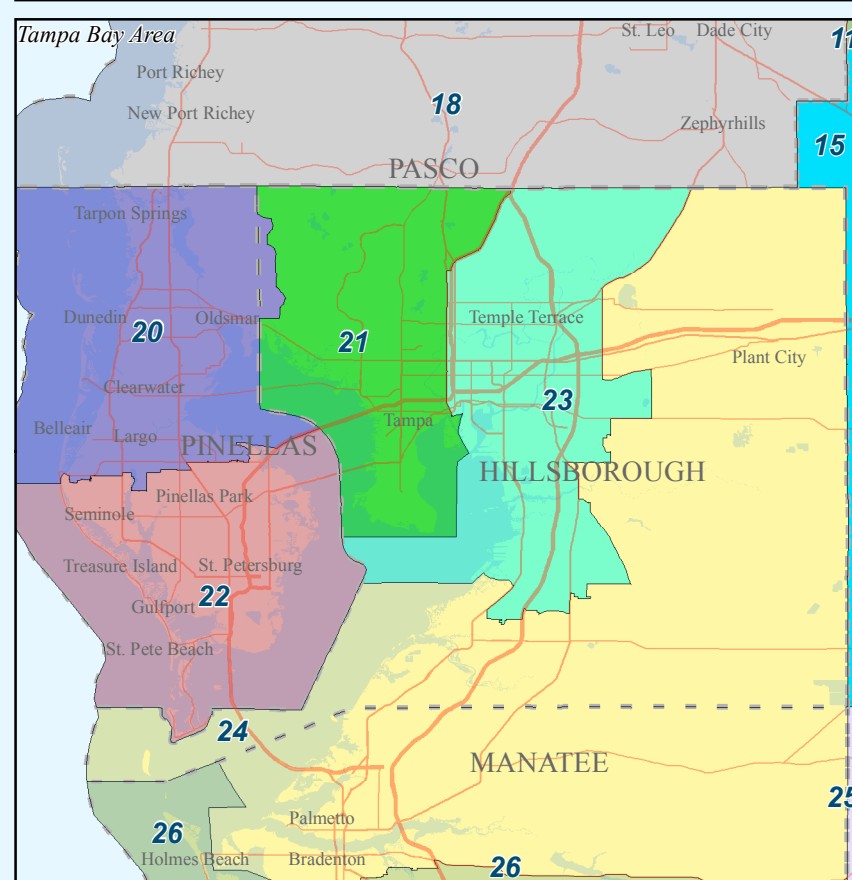 Tampa Bay Area
St. Leo
Dade City
11
Port Richey
18
New Port Richey
Zephyrhills
15
PASCO
Tarpon Springs
Dunedin
Oldsmar
Temple Terrace
20
21
Plant City
Clearwater
23
Tampa
Belleair
Largo
PINELLAS
HILLSBOROUGH
Pinellas Park
Seminole
Treasure Island
St. Petersburg
22
Gulfport
St. Pete Beach
24
MANATEE
25
Palmetto
26
Holmes Beach
Bradenton
26